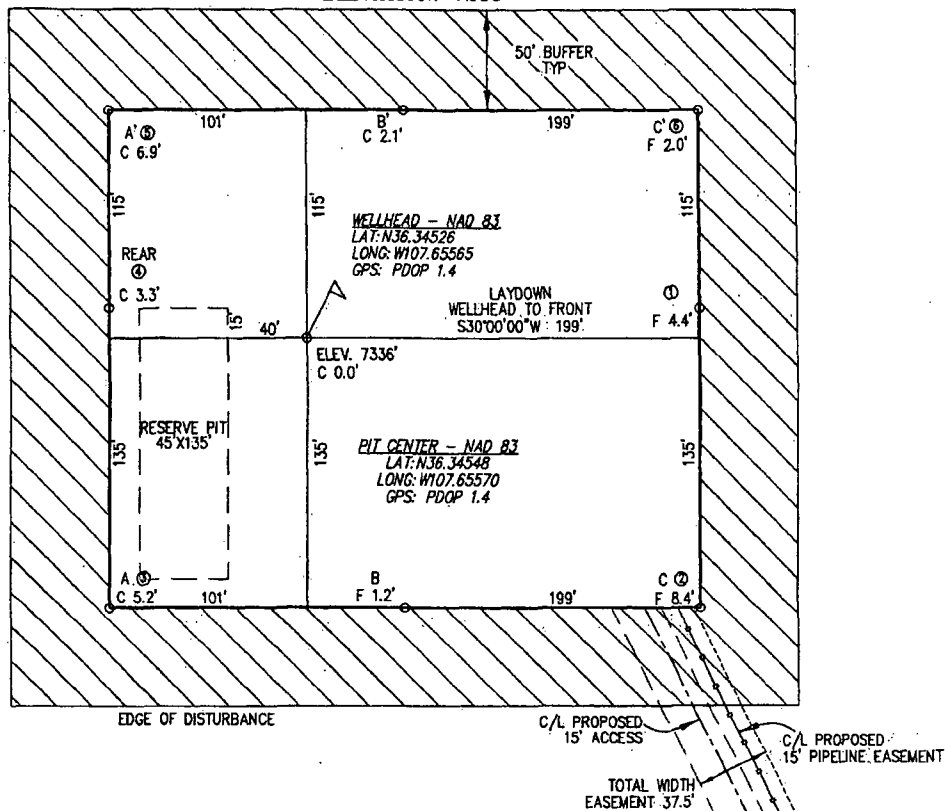 50' BUFFER
TYP
101'
B'
C 2.1'
199'
A' ⑤
C 6.9'
C' ⑥
F 2.0'
115'
115'
115'
WELLHEAD - NAD 83
LAT: N36.34526
LONG: W107.65565
GPS: PDOP 1.4
REAR
④
C 3.3'
LAYDOWN
WELLHEAD TO FRONT
S30°00'00"W : 199'
①
F 4.4'
15'
40'
ELEV. 7336'
C 0.0'
RESERVE PIT
45'X135'
135'
135'
135'
PIT CENTER - NAD 83
LAT: N36.34548
LONG: W107.65570
GPS: PDOP 1.4
A ③
C 5.2'
101'
B
F 1.2'
199'
C ②
F 8.4'
EDGE OF DISTURBANCE
C/L PROPOSED
15' ACCESS
C/L PROPOSED
15' PIPELINE EASEMENT
TOTAL WIDTH
EASEMENT 37.5'